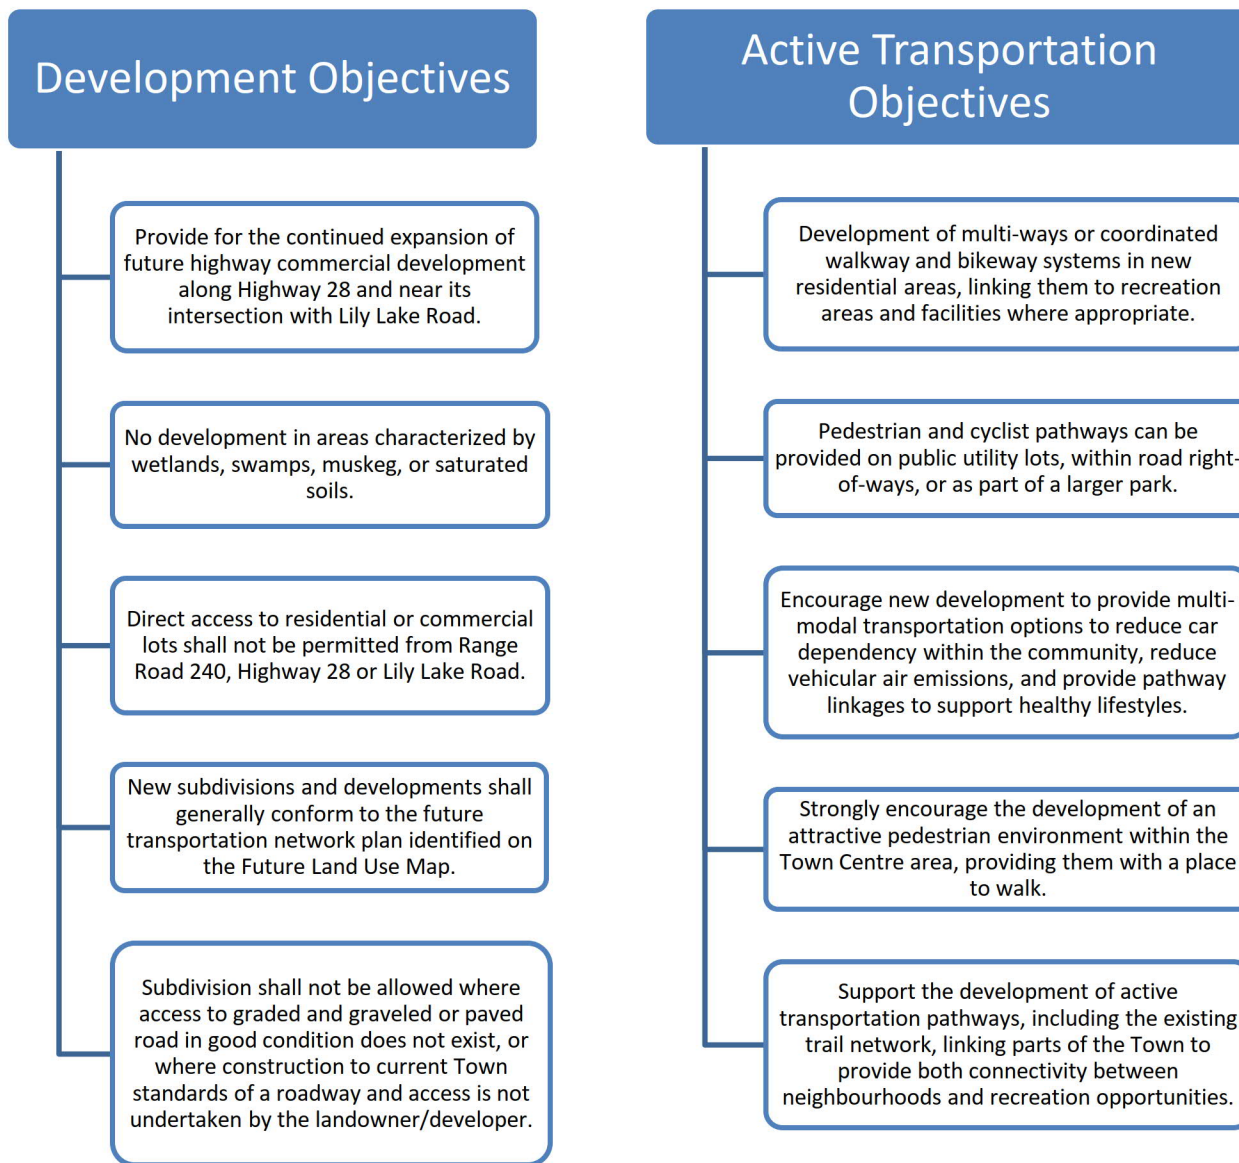 Development Objectives
Provide for the continued expansion of
future highway commercial development
along Highway 28 and near its
intersection with Lily Lake Road.
No development in areas characterized by
wetlands, swamps, muskeg, or saturated
soils.
Direct access to residential or commercial
lots shall not be permitted from Range
Road 240, Highway 28 or Lily Lake Road.
New subdivisions and developments shall
generally conform to the future
transportation network plan identified on
the Future Land Use Map.
Subdivision shall not be allowed where
access to graded and graveled or paved
road in good condition does not exist, or
where construction to current Town
standards of a roadway and access is not
undertaken by the landowner/developer.
Active Transportation
Objectives
Development of multi-ways or coordinated
walkway and bikeway systems in new
residential areas, linking them to recreation
areas and facilities where appropriate.
Pedestrian and cyclist pathways can be
provided on public utility lots, within road right-
of-ways, or as part of a larger park.
Encourage new development to provide multi-
modal transportation options to reduce car
dependency within the community, reduce
vehicular air emissions, and provide pathway
linkages to support healthy lifestyles.
Strongly encourage the development of an
attractive pedestrian environment within the
Town Centre area, providing them with a place
to walk.
Support the development of active
transportation pathways, including the existing
trail network, linking parts of the Town to
provide both connectivity between
neighbourhoods and recreation opportunities.